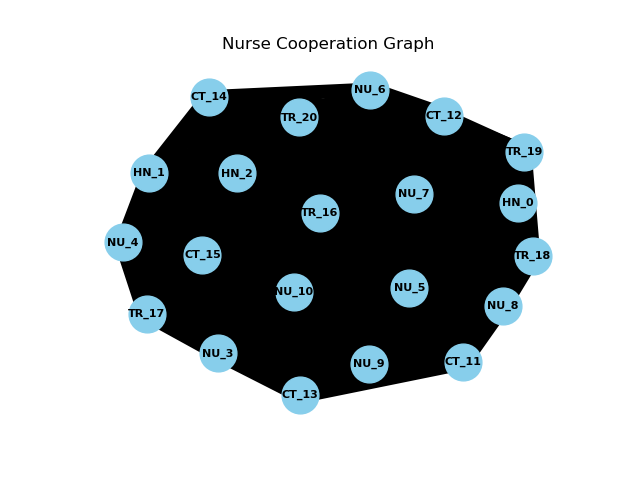 Nurse Cooperation Graph
NU_6
CT_14
CT_12
TR_20
TR_19
HN_1
HN_2
NU_7
HN_0
TR_16
NU_4
CT_15
TR_18
NU_5
NU_10
NU_8
TR_17
NU_3
CT_11
NU_9
CT_13